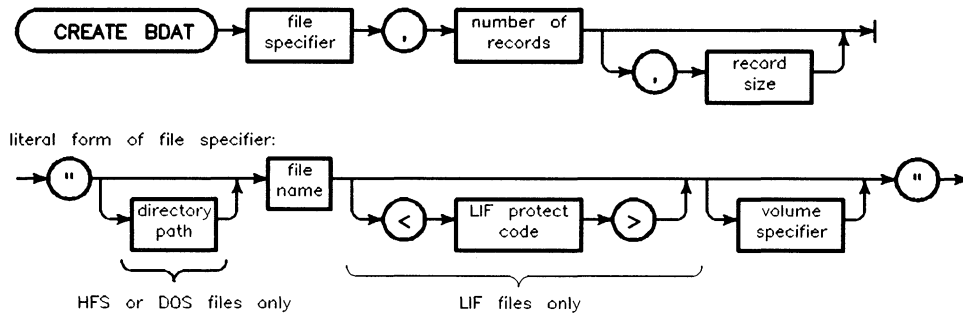 CREATE BDAT
file specifier
,
number of records
,
record size
literal form of file specifier:
"
directory path
file name
<
LIF protect code
>
volume specifier
"
HFS or DOS files only
LIF files only